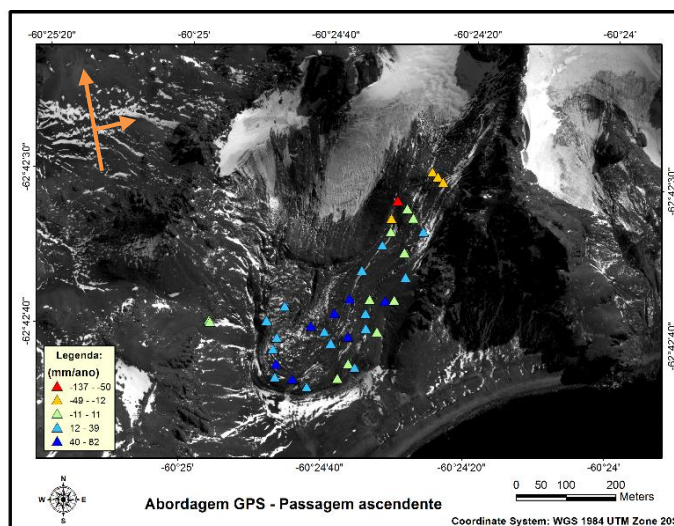 -60°25'20" -60°25' -60°24'40" -60°24'20" -60°24'
-62°42'30" -62°42'30"
-62°42'40" -62°42'40"
Legenda:
(mm/ano)
-137 - -50
-49 - -12
-11 - 11
12 - 39
40 - 82
-60°25' -60°24'40" -60°24'20" -60°24'
N
W E
S
Abordagem GPS - Passagem ascendente
0 50 100 200
Meters
Coordinate System: WGS 1984 UTM Zone 20S